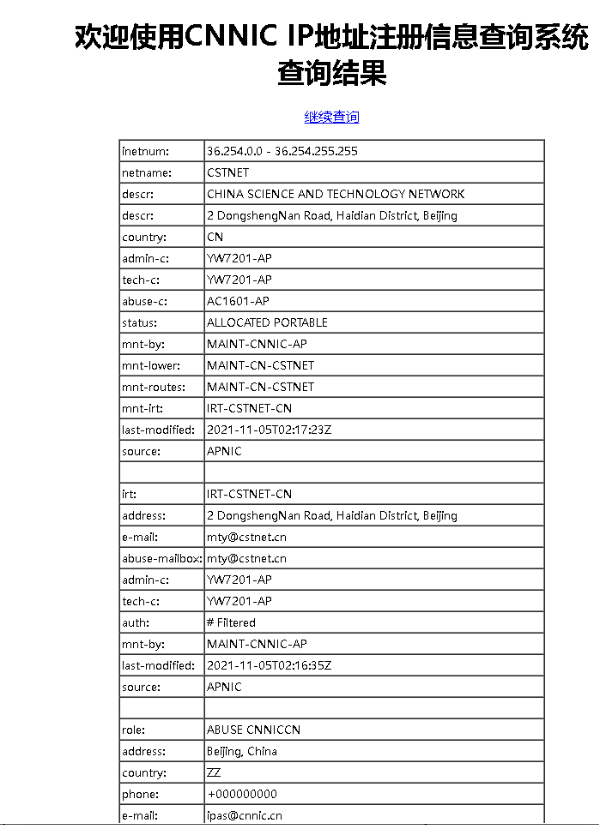 欢迎使用CNNIC IP地址注册信息查询系统
查询结果
继续查询
inetnum: 36.254.0.0 - 36.254.255.255
netname: CSTNET
descr: CHINA SCIENCE AND TECHNOLOGY NETWORK
descr: 2 DongshengNan Road, Haidian District, Beijing
country: CN
admin-c: YW7201-AP
tech-c: YW7201-AP
abuse-c: AC1601-AP
status: ALLOCATED PORTABLE
mnt-by: MAINT-CNNIC-AP
mnt-lower: MAINT-CN-CSTNET
mnt-routes: MAINT-CN-CSTNET
mnt-irt: IRT-CSTNET-CN
last-modified: 2021-11-05T02:17:23Z
source: APNIC
irt: IRT-CSTNET-CN
address: 2 DongshengNan Road, Haidian District, Beijing
e-mail: mty@cstnet.cn
abuse-mailbox: mty@cstnet.cn
admin-c: YW7201-AP
tech-c: YW7201-AP
auth: # Filtered
mnt-by: MAINT-CNNIC-AP
last-modified: 2021-11-05T02:16:35Z
source: APNIC
role: ABUSE CNNICCN
address: Beijing, China
country: ZZ
phone: +000000000
e-mail: ipas@cnnic.cn